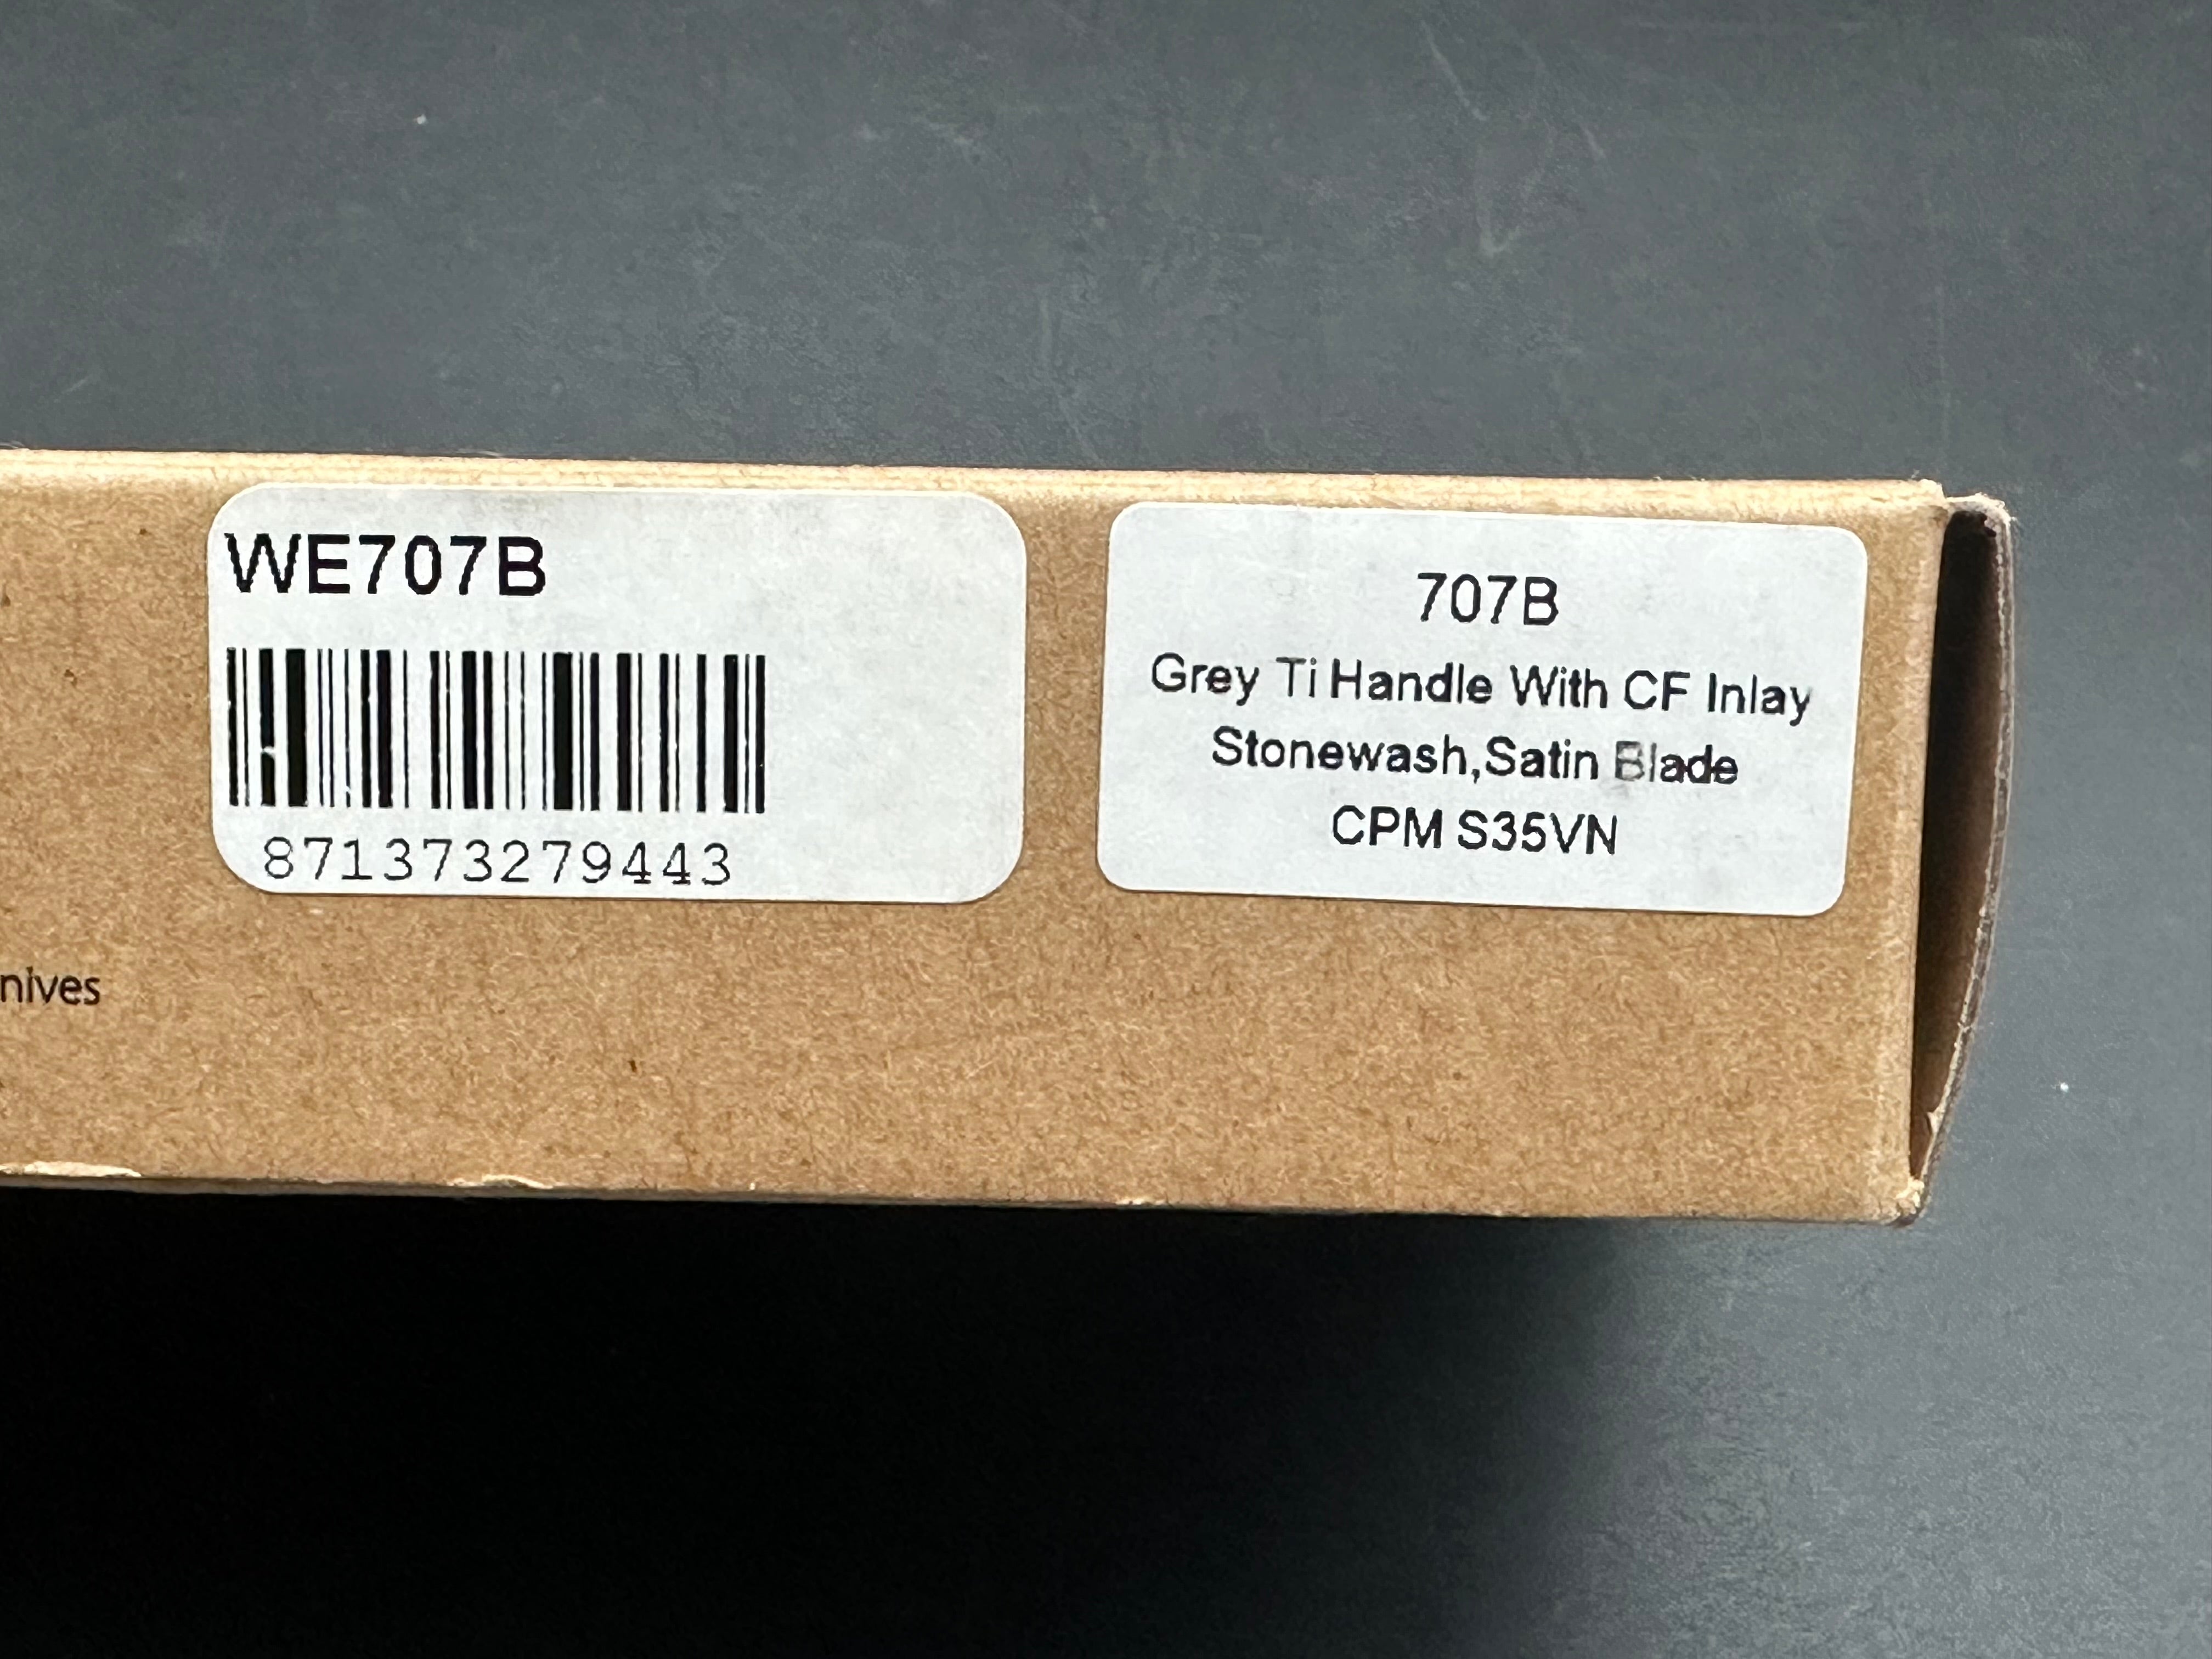 WE707B
871373279443
707B
Grey Ti Handle With CF Inlay
Stonewash,Satin Blade
CPM S35VN
nives